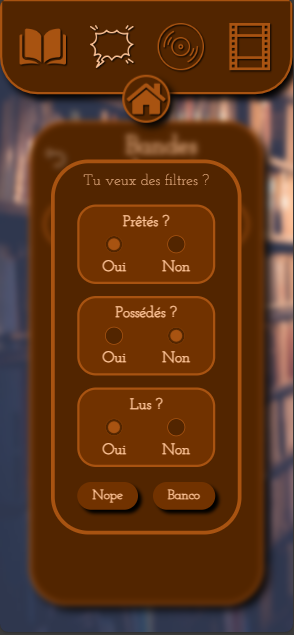 Bandes
Tu veux des filtres ?
Prêtés ?
Oui Non
Possédés ?
Oui Non
Lus ?
Oui Non
Nope Banco